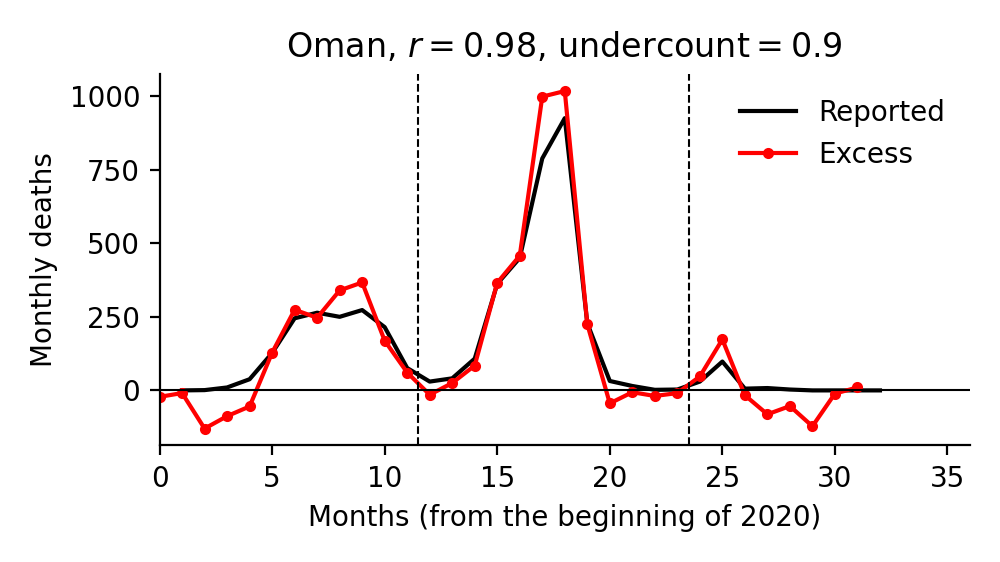 Oman, r = 0.98, undercount = 0.9
Reported
Excess
Monthly deaths
1000
750
500
250
0
0 5 10 15 20 25 30 35
Months (from the beginning of 2020)